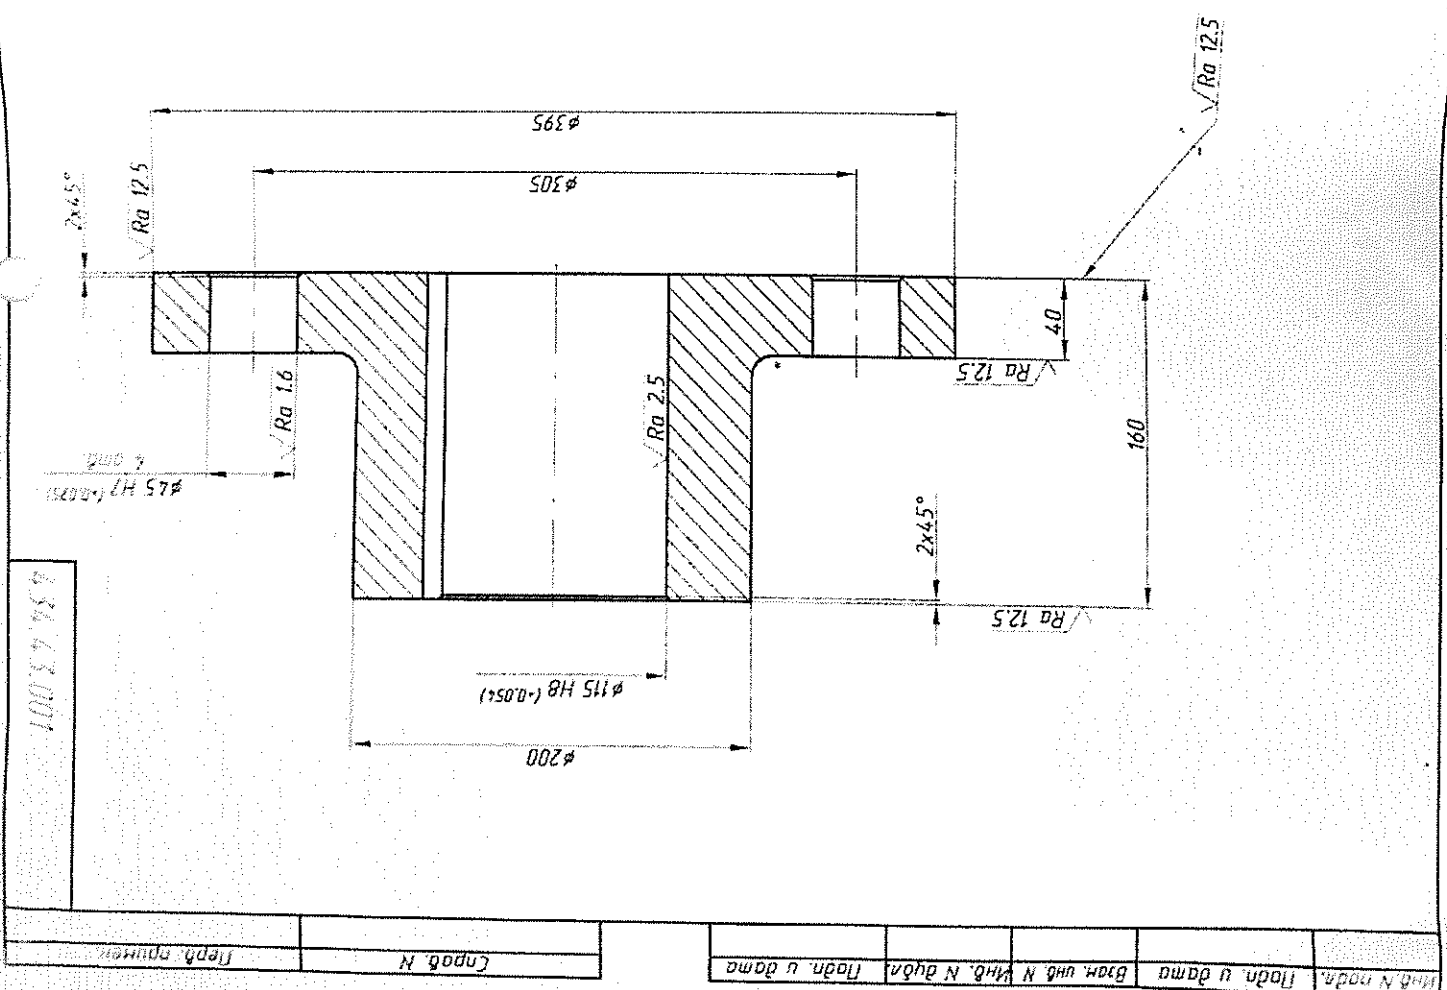 Ra 12.5
⌀395
⌀305
2x45°
Ra 12.5
40
Ra 12.5
160
Ra 1.6
Ra 2.5
⌀45 H7
4 отв.
2x45°
Ra 12.5
⌀115 H8 (+0.054)
⌀200
Перв. примен.
Справ. N
Подп. и дата
Инв. N дубл.
Взам. инв. N
Подп. и дата
Инв. N подл.